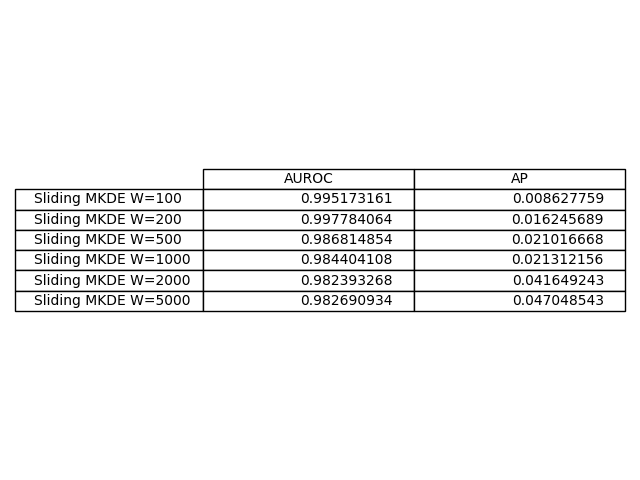 AUROC AP
Sliding MKDE W=100 0.995173161 0.008627759
Sliding MKDE W=200 0.997784064 0.016245689
Sliding MKDE W=500 0.986814854 0.021016668
Sliding MKDE W=1000 0.984404108 0.021312156
Sliding MKDE W=2000 0.982393268 0.041649243
Sliding MKDE W=5000 0.982690934 0.047048543